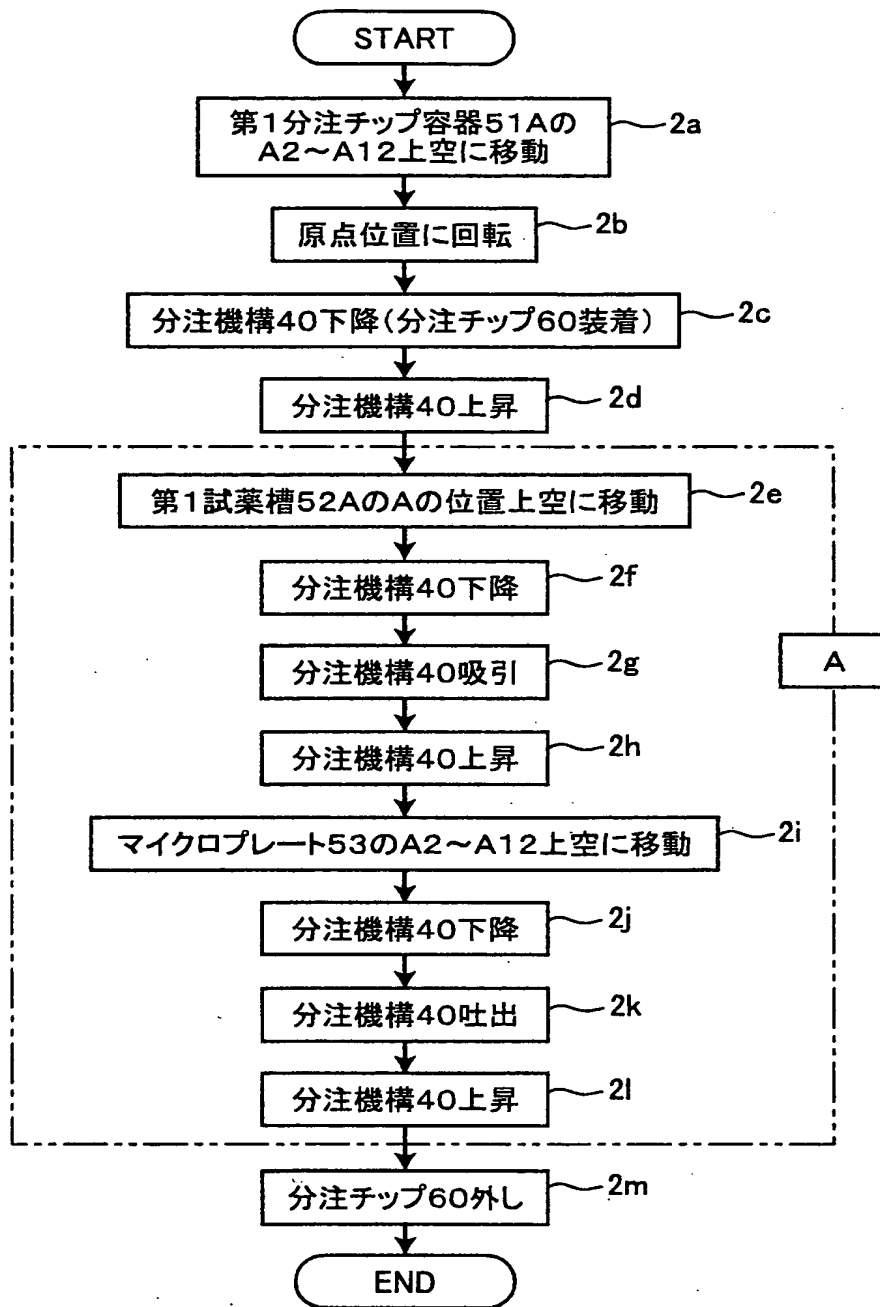 START
第1分注チップ容器51Aの
A2〜A12上空に移動
2a
原点位置に回転
2b
分注機構40下降(分注チップ60装着)
2c
分注機構40上昇
2d
第1試薬槽52AのAの位置上空に移動
2e
分注機構40下降
2f
分注機構40吸引
2g
A
分注機構40上昇
2h
マイクロプレート53のA2〜A12上空に移動
2i
分注機構40下降
2j
分注機構40吐出
2k
分注機構40上昇
2l
分注チップ60外し
2m
END